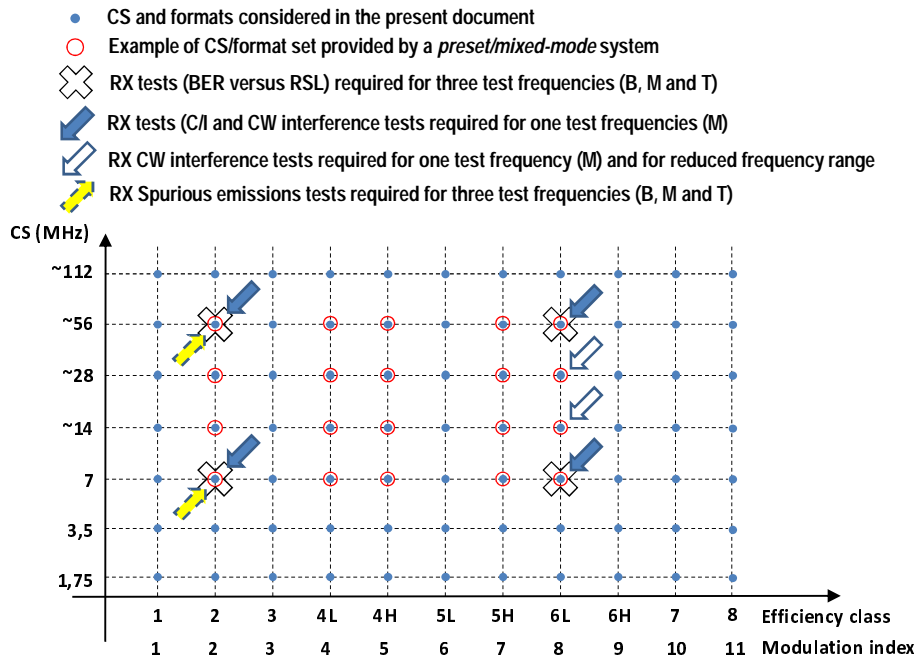 CS and formats considered in the present document
Example of CS/format set provided by a preset/mixed-mode system
RX tests (BER versus RSL) required for three test frequencies (B, M and T)
RX tests (C/I and CW interference tests required for one test frequencies (M)
RX CW interference tests required for one test frequency (M) and for reduced frequency range
RX Spurious emissions tests required for three test frequencies (B, M and T)
CS (MHz)
~112
~56
~28
~14
7
3,5
1,75
1 2 3 4L 4H 5L 5H 6L 6H 7 8 Efficiency class
1 2 3 4 5 6 7 8 9 10 11 Modulation index